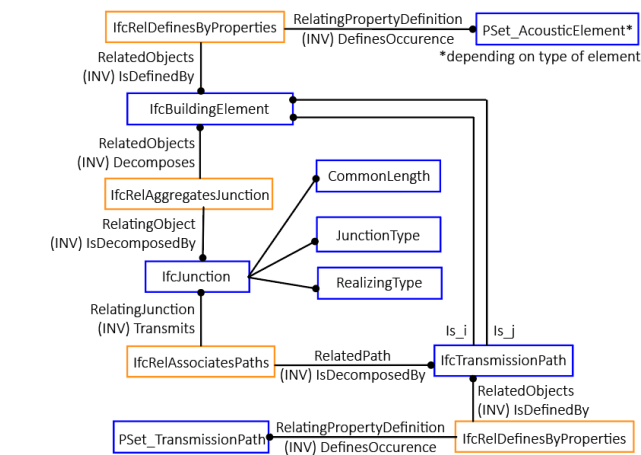 IfcRelDefinesByProperties
RelatingPropertyDefinition
(INV) DefinesOccurence
PSet_AcousticElement*
*depending on type of element
RelatedObjects
(INV) IsDefinedBy
IfcBuildingElement
RelatedObjects
(INV) Decomposes
IfcRelAggregatesJunction
CommonLength
RelatingObject
(INV) IsDecomposedBy
JunctionType
IfcJunction
RealizingType
RelatingJunction
(INV) Transmits
Is_i
Is_j
IfcRelAssociatesPaths
RelatedPath
(INV) IsDecomposedBy
IfcTransmissionPath
RelatedObjects
(INV) IsDefinedBy
PSet_TransmissionPath
RelatingPropertyDefinition
(INV) DefinesOccurence
IfcRelDefinesByProperties